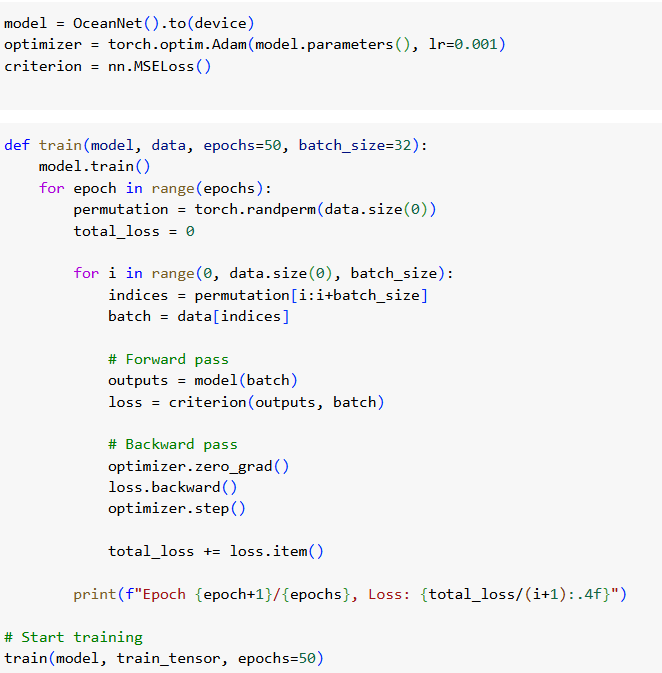 model = OceanNet().to(device)
optimizer = torch.optim.Adam(model.parameters(), lr=0.001)
criterion = nn.MSELoss()
def train(model, data, epochs=50, batch_size=32):
    model.train()
    for epoch in range(epochs):
        permutation = torch.randperm(data.size(0))
        total_loss = 0
        for i in range(0, data.size(0), batch_size):
            indices = permutation[i:i+batch_size]
            batch = data[indices]
            # Forward pass
            outputs = model(batch)
            loss = criterion(outputs, batch)
            # Backward pass
            optimizer.zero_grad()
            loss.backward()
            optimizer.step()
            total_loss += loss.item()
        print(f"Epoch {epoch+1}/{epochs}, Loss: {total_loss/(i+1):.4f}")
# Start training
train(model, train_tensor, epochs=50)